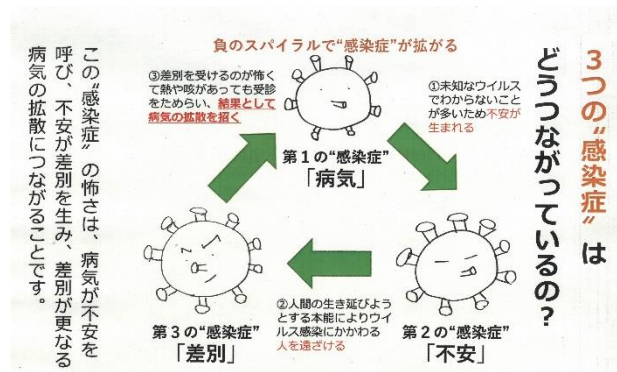 3つの“感染症”は
どうつながっているの？
負のスパイラルで“感染症”が拡がる
①未知なウイルス
でわからないこと
が多いため不安が
生まれる
第1の“感染症”
「病気」
②人間の生き延びよう
とする本能によりウイ
ルス感染にかかわる
人を遠ざける
第2の“感染症”
「不安」
③差別を受けるのが怖く
て熱や咳があっても受診
をためらい、結果として
病気の拡散を招く
第3の“感染症”
「差別」
この“感染症”の怖さは、病気が不安を
呼び、不安が差別を生み、差別が更なる
病気の拡散につながることです。